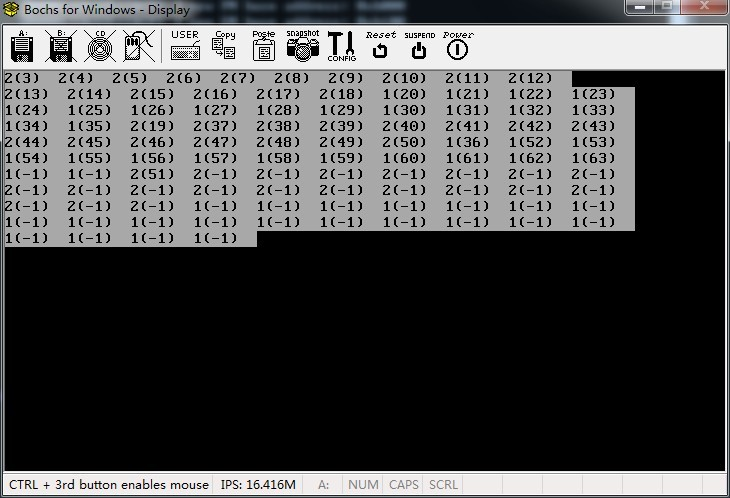 Bochs for Windows - Display
A: B: CD USER Copy Paste snapshot CONFIG Reset SUSPEND Power
2(3) 2(4) 2(5) 2(6) 2(7) 2(8) 2(9) 2(10) 2(11) 2(12)
2(13) 2(14) 2(15) 2(16) 2(17) 2(18) 1(20) 1(21) 1(22) 1(23)
1(24) 1(25) 1(26) 1(27) 1(28) 1(29) 1(30) 1(31) 1(32) 1(33)
1(34) 1(35) 2(19) 2(37) 2(38) 2(39) 2(40) 2(41) 2(42) 2(43)
2(44) 2(45) 2(46) 2(47) 2(48) 2(49) 2(50) 1(36) 1(52) 1(53)
1(54) 1(55) 1(56) 1(57) 1(58) 1(59) 1(60) 1(61) 1(62) 1(63)
1(-1) 1(-1) 2(51) 2(-1) 2(-1) 2(-1) 2(-1) 2(-1) 2(-1) 2(-1)
2(-1) 2(-1) 2(-1) 2(-1) 2(-1) 2(-1) 2(-1) 2(-1) 2(-1) 2(-1)
2(-1) 2(-1) 1(-1) 1(-1) 1(-1) 1(-1) 1(-1) 1(-1) 1(-1) 1(-1)
1(-1) 1(-1) 1(-1) 1(-1) 1(-1) 1(-1) 1(-1) 1(-1) 1(-1) 1(-1)
1(-1) 1(-1) 1(-1) 1(-1)
CTRL + 3rd button enables mouse IPS: 16.416M A: NUM CAPS SCRL